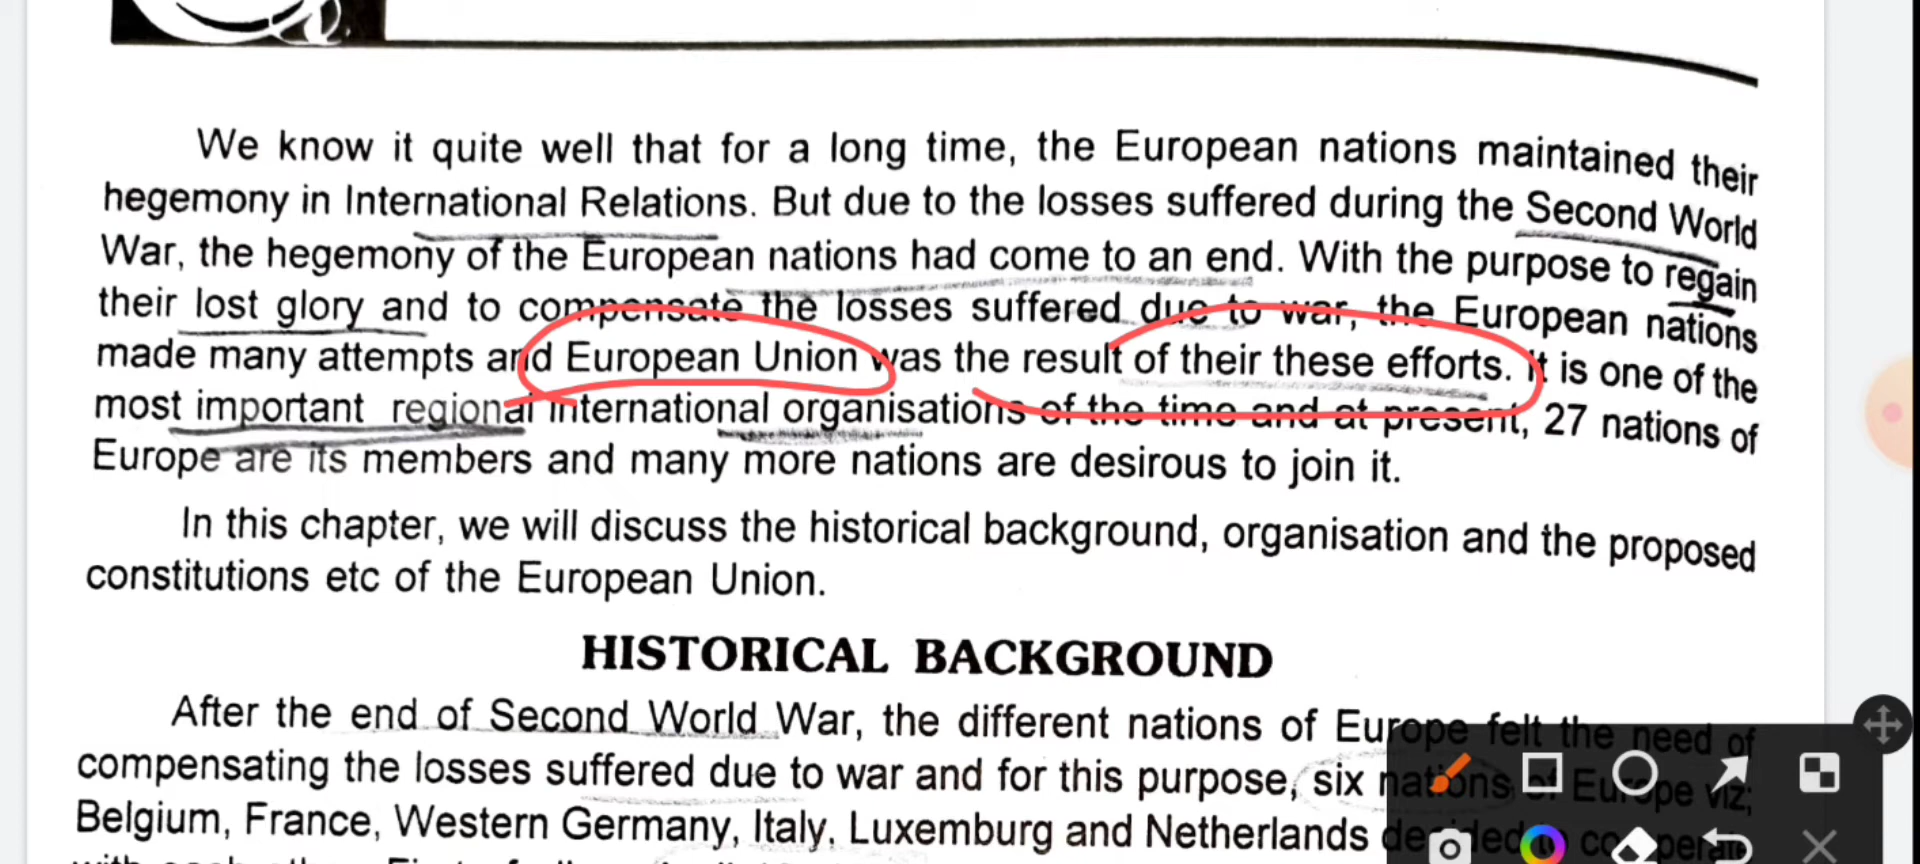 We know it quite well that for a long time, the European nations maintained their
hegemony in International Relations. But due to the losses suffered during the Second World
War, the hegemony of the European nations had come to an end. With the purpose to regain
their lost glory and to compensate the losses suffered due to war, the European nations
made many attempts and European Union was the result of their these efforts. It is one of the
most important regional international organisations of the time and at present, 27 nations of
Europe are its members and many more nations are desirous to join it.
In this chapter, we will discuss the historical background, organisation and the proposed
constitutions etc of the European Union.
HISTORICAL BACKGROUND
After the end of Second World War, the different nations of Europe felt the need of
compensating the losses suffered due to war and for this purpose, six nations of Europe viz;
Belgium, France, Western Germany, Italy, Luxemburg and Netherlands decided to cooperate